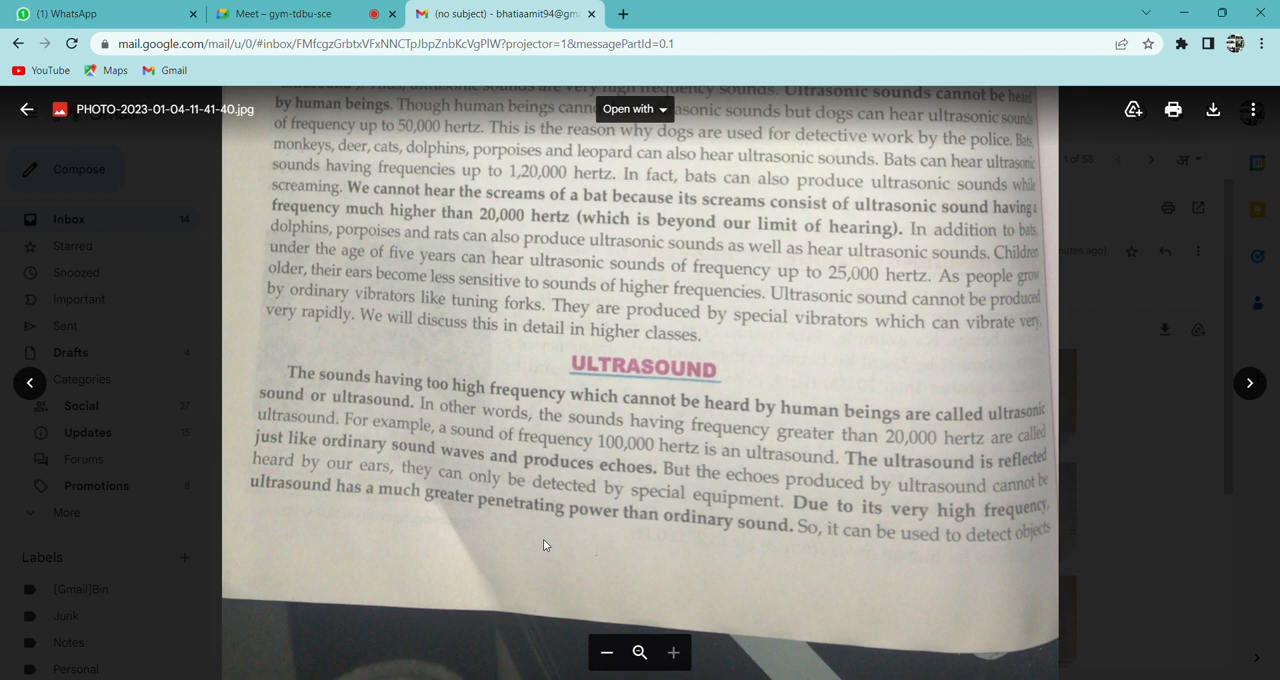 (1) WhatsApp
Meet – gym-tdbu-sce
(no subject) - bhatiaamit94@gm
mail.google.com/mail/u/0/#inbox/FMfcgzGrbtxVFxNNCTpJbpZnbKcVgPlW?projector=1&messagePartId=0.1
YouTube Maps Gmail
PHOTO-2023-01-04-11-41-40.jpg
Open with
very high frequency sounds. Ultrasonic sounds cannot be heard
by human beings. Though human beings asonic sounds but dogs can hear ultrasonic sounds
of frequency up to 50,000 hertz. This is the reason why dogs are used for detective work by the police. Bats,
monkeys, deer, cats, dolphins, porpoises and leopard can also hear ultrasonic sounds. Bats can hear ultrasonic
sounds having frequencies up to 1,20,000 hertz. In fact, bats can also produce ultrasonic sounds while
screaming. We cannot hear the screams of a bat because its screams consist of ultrasonic sound having a
frequency much higher than 20,000 hertz (which is beyond our limit of hearing). In addition to bats,
dolphins, porpoises and rats can also produce ultrasonic sounds as well as hear ultrasonic sounds. Children
under the age of five years can hear ultrasonic sounds of frequency up to 25,000 hertz. As people grow
older, their ears become less sensitive to sounds of higher frequencies. Ultrasonic sound cannot be produced
by ordinary vibrators like tuning forks. They are produced by special vibrators which can vibrate very,
very rapidly. We will discuss this in detail in higher classes.
ULTRASOUND
The sounds having too high frequency which cannot be heard by human beings are called ultrasonic
sound or ultrasound. In other words, the sounds having frequency greater than 20,000 hertz are called
ultrasound. For example, a sound of frequency 100,000 hertz is an ultrasound. The ultrasound is reflected
just like ordinary sound waves and produces echoes. But the echoes produced by ultrasound cannot be
heard by our ears, they can only be detected by special equipment. Due to its very high frequency,
ultrasound has a much greater penetrating power than ordinary sound. So, it can be used to detect objects
Compose
Inbox 14
Starred
Snoozed
Important
Sent
Drafts 4
Categories
Social 27
Updates 15
Forums
Promotions 8
More
Labels
[Gmail]Bin
Junk
Notes
Personal
1 of 58
अ
nutes ago)